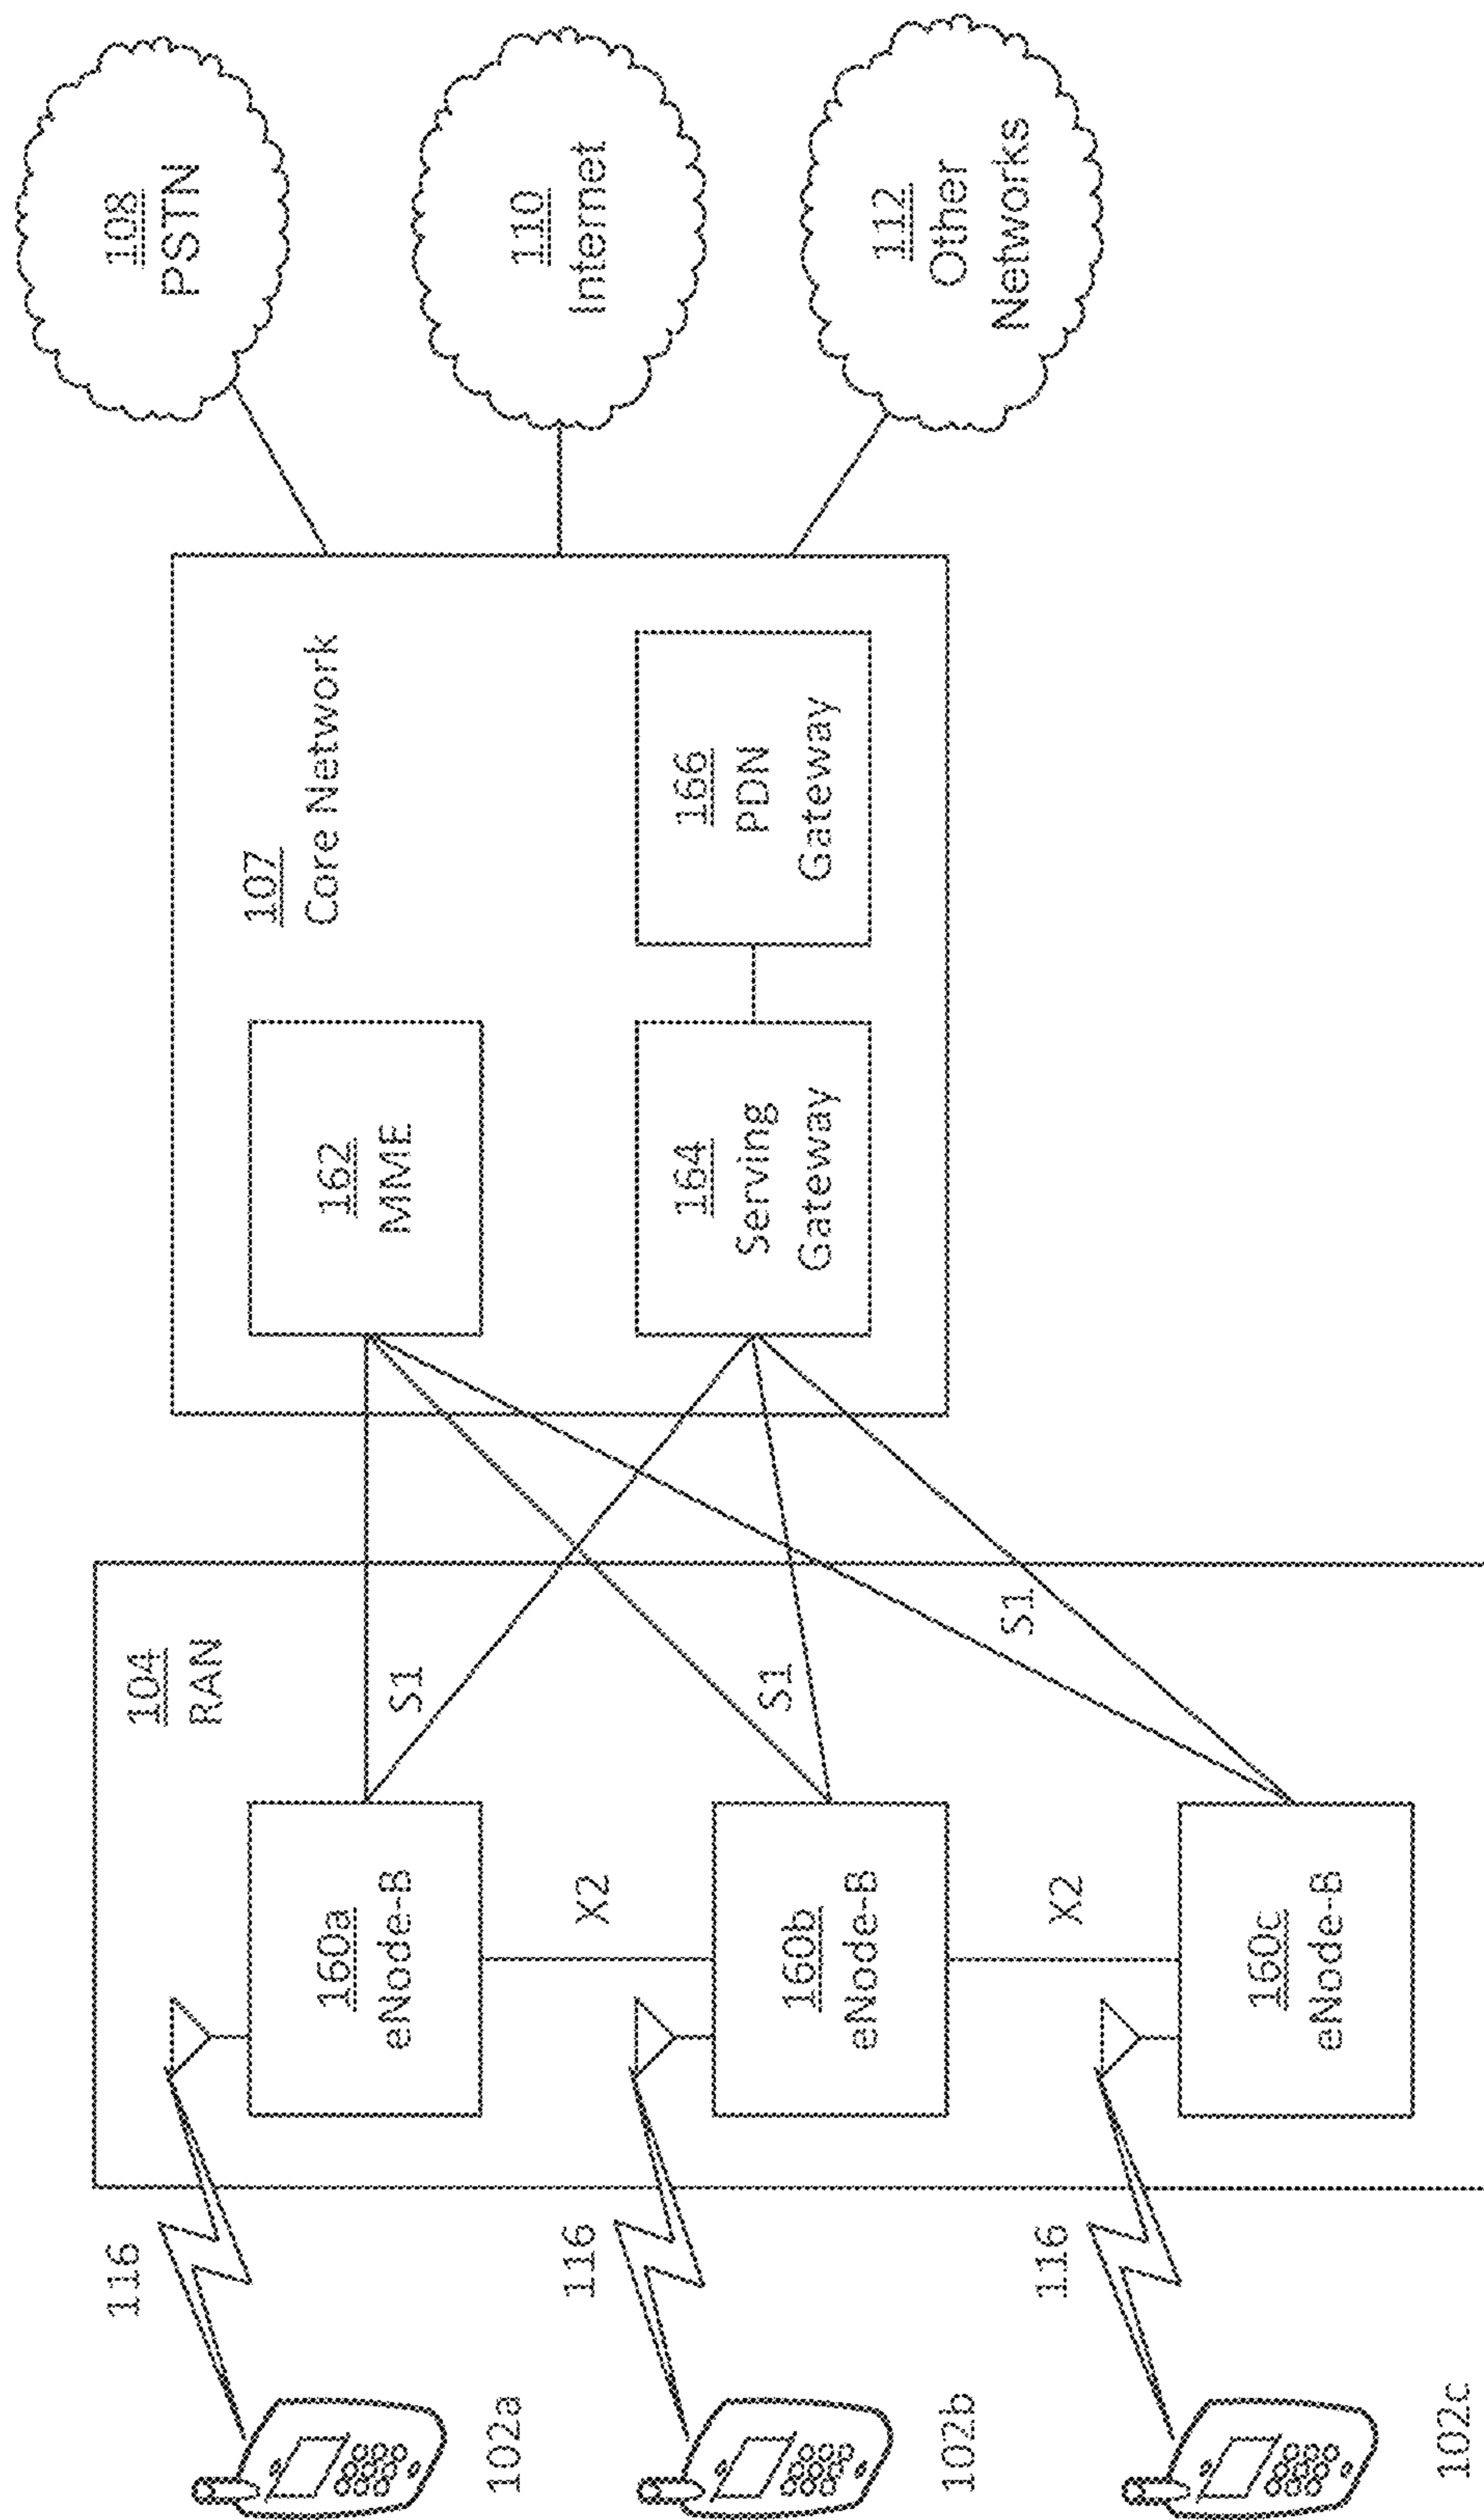 116
102a
116
102b
116
102c
104
RAN
160a
eNode-B
X2
160b
eNode-B
X2
160c
eNode-B
S1
S1
S1
107
Core Network
162
MME
164
Serving
Gateway
166
PDN
Gateway
108
PSTN
110
Internet
112
Other
Networks